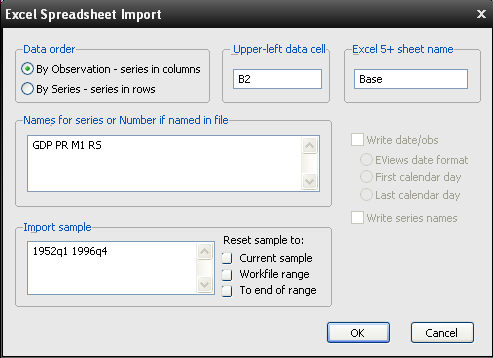 Excel Spreadsheet Import
Data order
By Observation - series in columns
By Series - series in rows
Upper-left data cell
B2
Excel 5+ sheet name
Base
Names for series or Number if named in file
GDP PR M1 RS
Write date/obs
EViews date format
First calendar day
Last calendar day
Write series names
Import sample
1952q1 1996q4
Reset sample to:
Current sample
Workfile range
To end of range
OK
Cancel